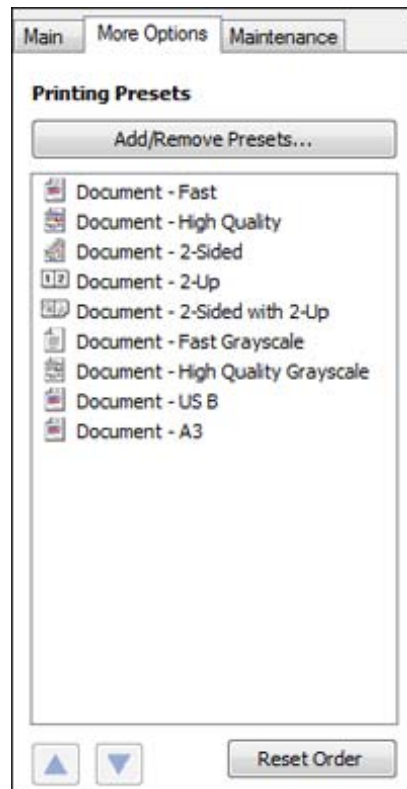 Main More Options Maintenance
Printing Presets
Add/Remove Presets...
Document - Fast
Document - High Quality
Document - 2-Sided
1 2 Document - 2-Up
Document - 2-Sided with 2-Up
Document - Fast Grayscale
Document - High Quality Grayscale
Document - US B
Document - A3
Reset Order